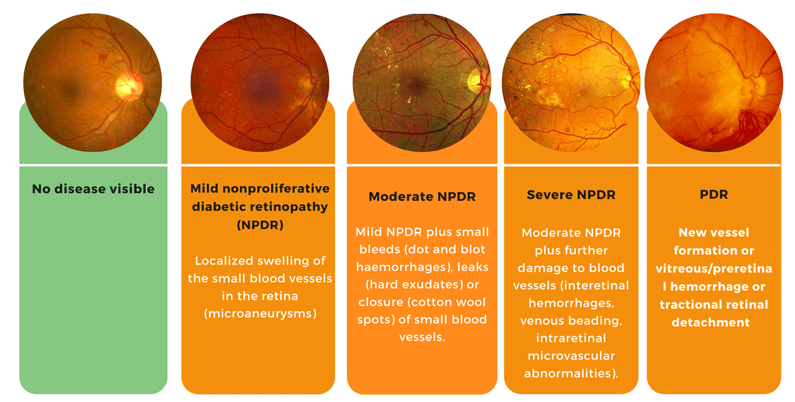 No disease visible
Mild nonproliferative
diabetic retinopathy
(NPDR)
Localized swelling of
the small blood vessels
in the retina
(microaneurysms)
Moderate NPDR
Mild NPDR plus small
bleeds (dot and blot
haemorrhages), leaks
(hard exudates) or
closure (cotton wool
spots) of small blood
vessels.
Severe NPDR
Moderate NPDR
plus further
damage to blood
vessels (interetinal
hemorrhages,
venous beading,
intraretinal
microvascular
abnormalities).
PDR
New vessel
formation or
vitreous/preretina
l hemorrhage or
tractional retinal
detachment